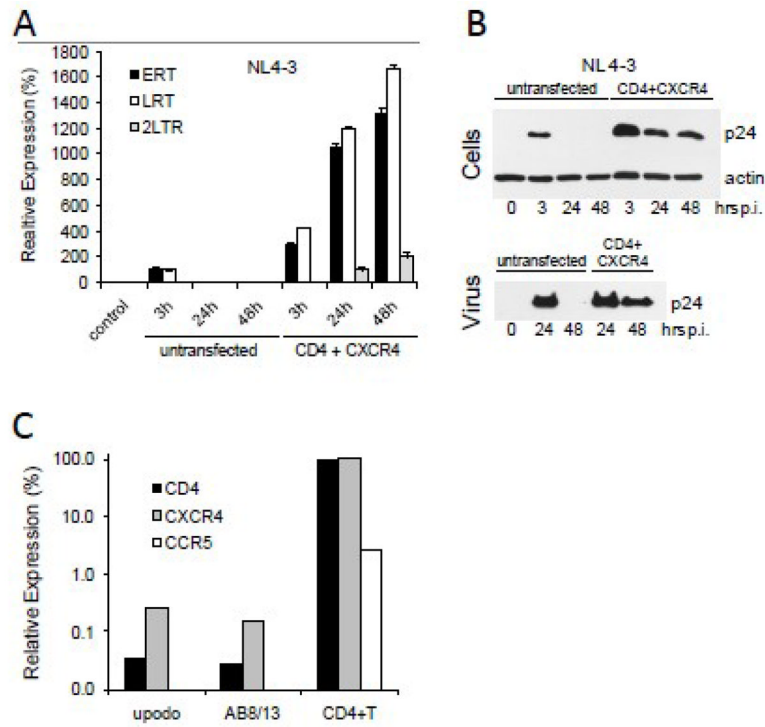 A
Realtive Expression (%)
1800
1600
1400
1200
1000
800
600
400
200
0
NL4-3
ERT
LRT
2LTR
control 3h 24h 48h 3h 24h 48h
untransfected CD4 + CXCR4
B
NL4-3
untransfected CD4+CXCR4
Cells
p24
actin
0 3 24 48 3 24 48 hrsp.i.
untransfected CD4+
CXCR4
Virus
p24
0 24 48 24 48 hrsp.i.
C
Relative Expression (%)
100.0
10.0
1.0
0.1
0.0
CD4
CXCR4
CCR5
upodo AB8/13 CD4+T